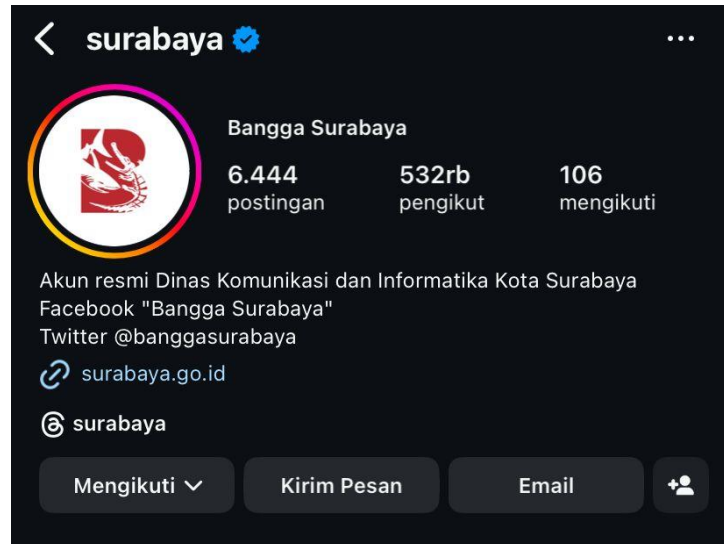 surabaya
Bangga Surabaya
6.444 532rb 106
postingan pengikut mengikuti
Akun resmi Dinas Komunikasi dan Informatika Kota Surabaya
Facebook "Bangga Surabaya"
Twitter @banggasurabaya
surabaya.go.id
surabaya
Mengikuti Kirim Pesan Email